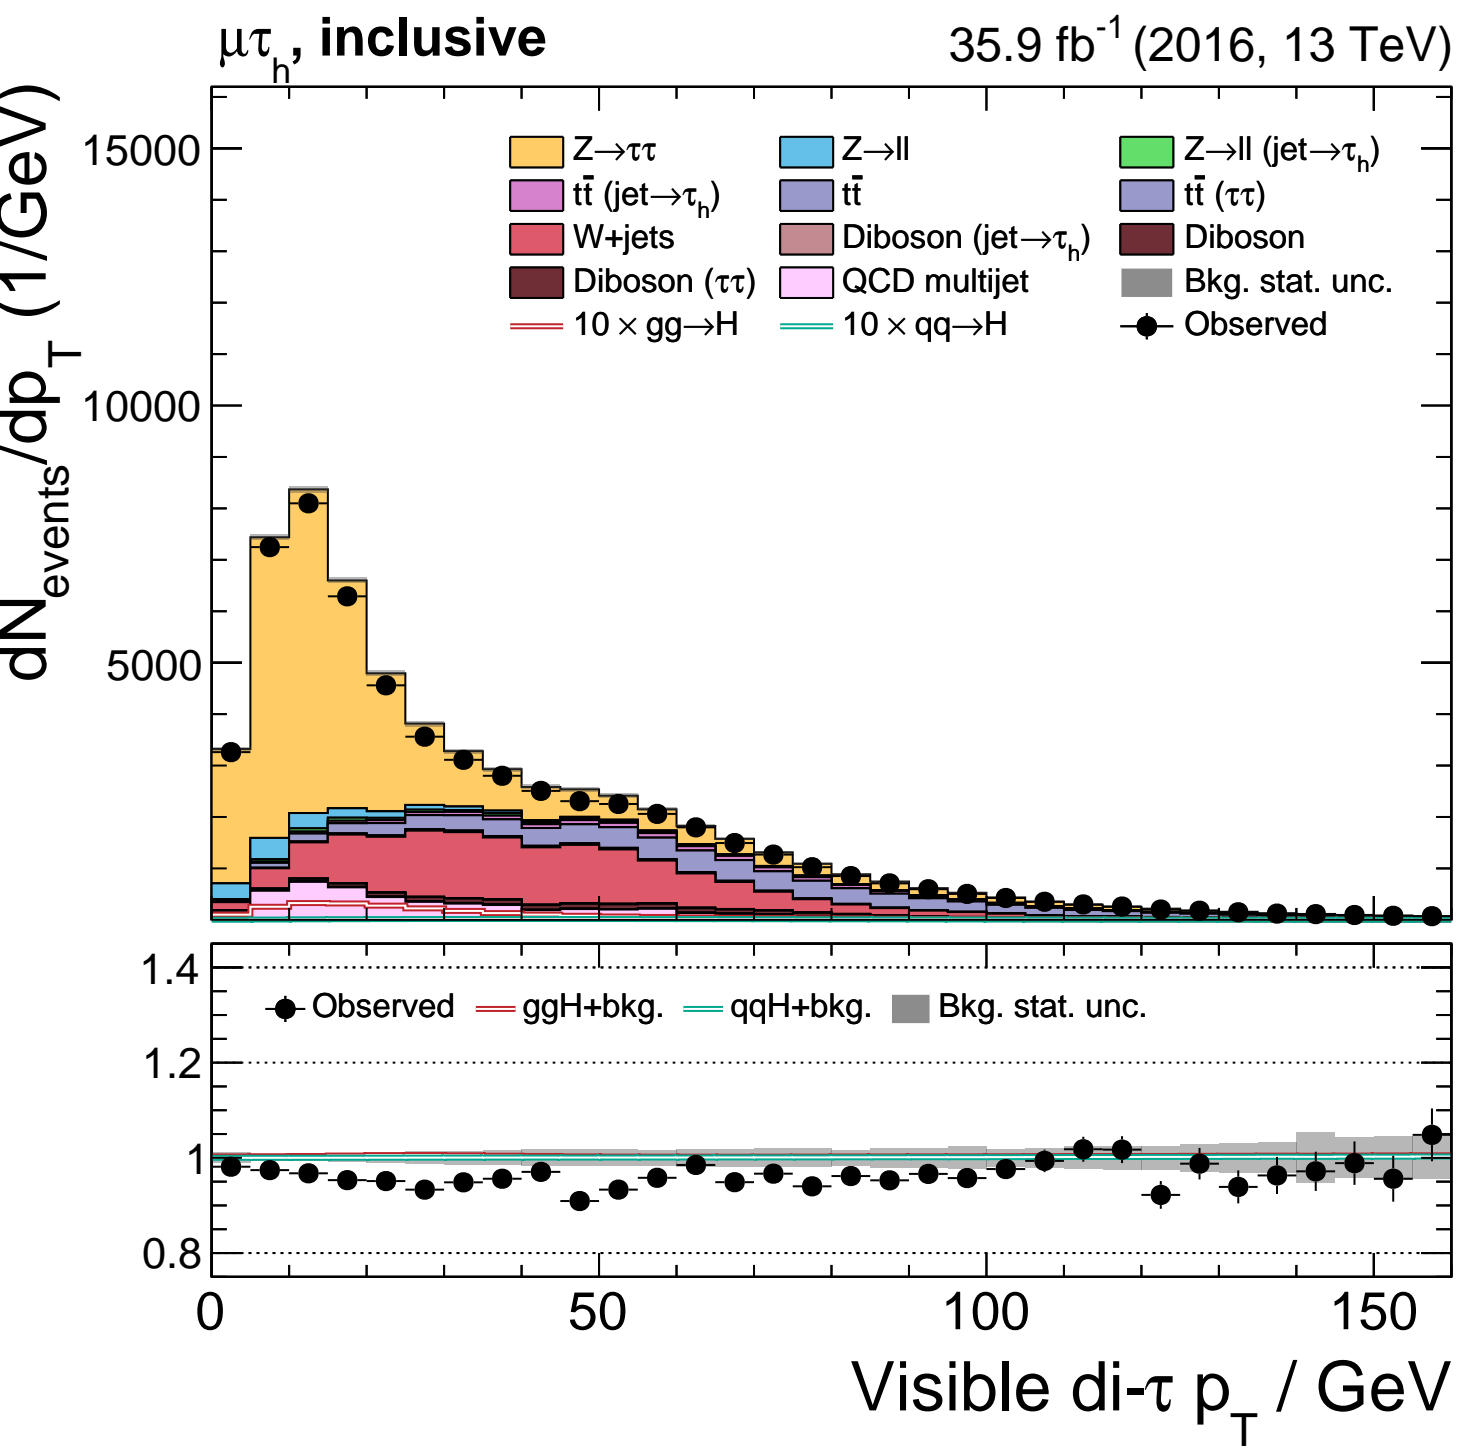 μτh, inclusive
35.9 fb-1 (2016, 13 TeV)
dNevents/dpT (1/GeV)
15000
10000
5000
Z→ττ Z→ll Z→ll (jet→τh)
tt̄ (jet→τh) tt̄ tt̄ (ττ)
W+jets Diboson (jet→τh) Diboson
Diboson (ττ) QCD multijet Bkg. stat. unc.
10 × gg→H 10 × qq→H Observed
1.4
1.2
1
0.8
Observed ggH+bkg. qqH+bkg. Bkg. stat. unc.
0 50 100 150
Visible di-τ pT / GeV